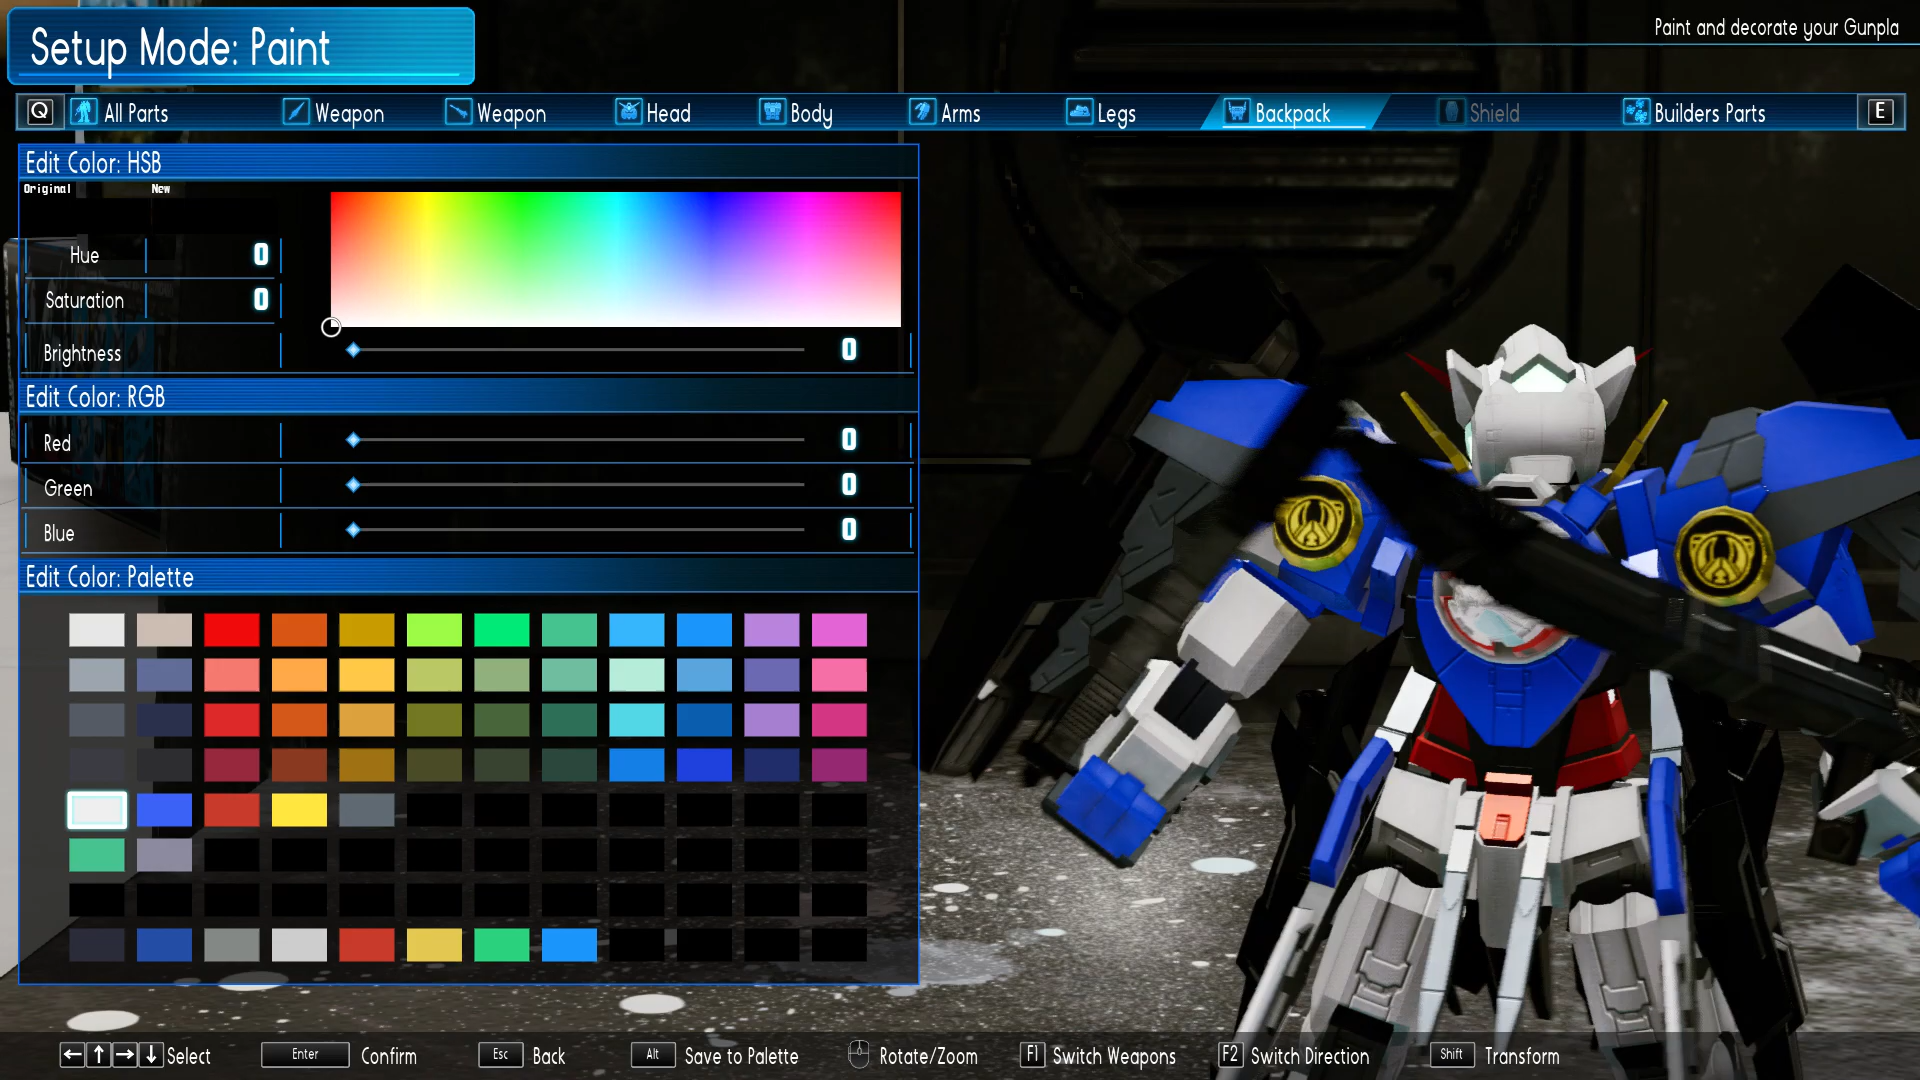 Setup Mode: Paint
Paint and decorate your Gunpla
Q All Parts Weapon Weapon Head Body Arms Legs Backpack Shield Builders Parts E
Edit Color: HSB
Original New
Hue 0
Saturation 0
Brightness 0
Edit Color: RGB
Red 0
Green 0
Blue 0
Edit Color: Palette
← ↑ → ↓ Select Enter Confirm Esc Back Alt Save to Palette Rotate/Zoom F1 Switch Weapons F2 Switch Direction Shift Transform